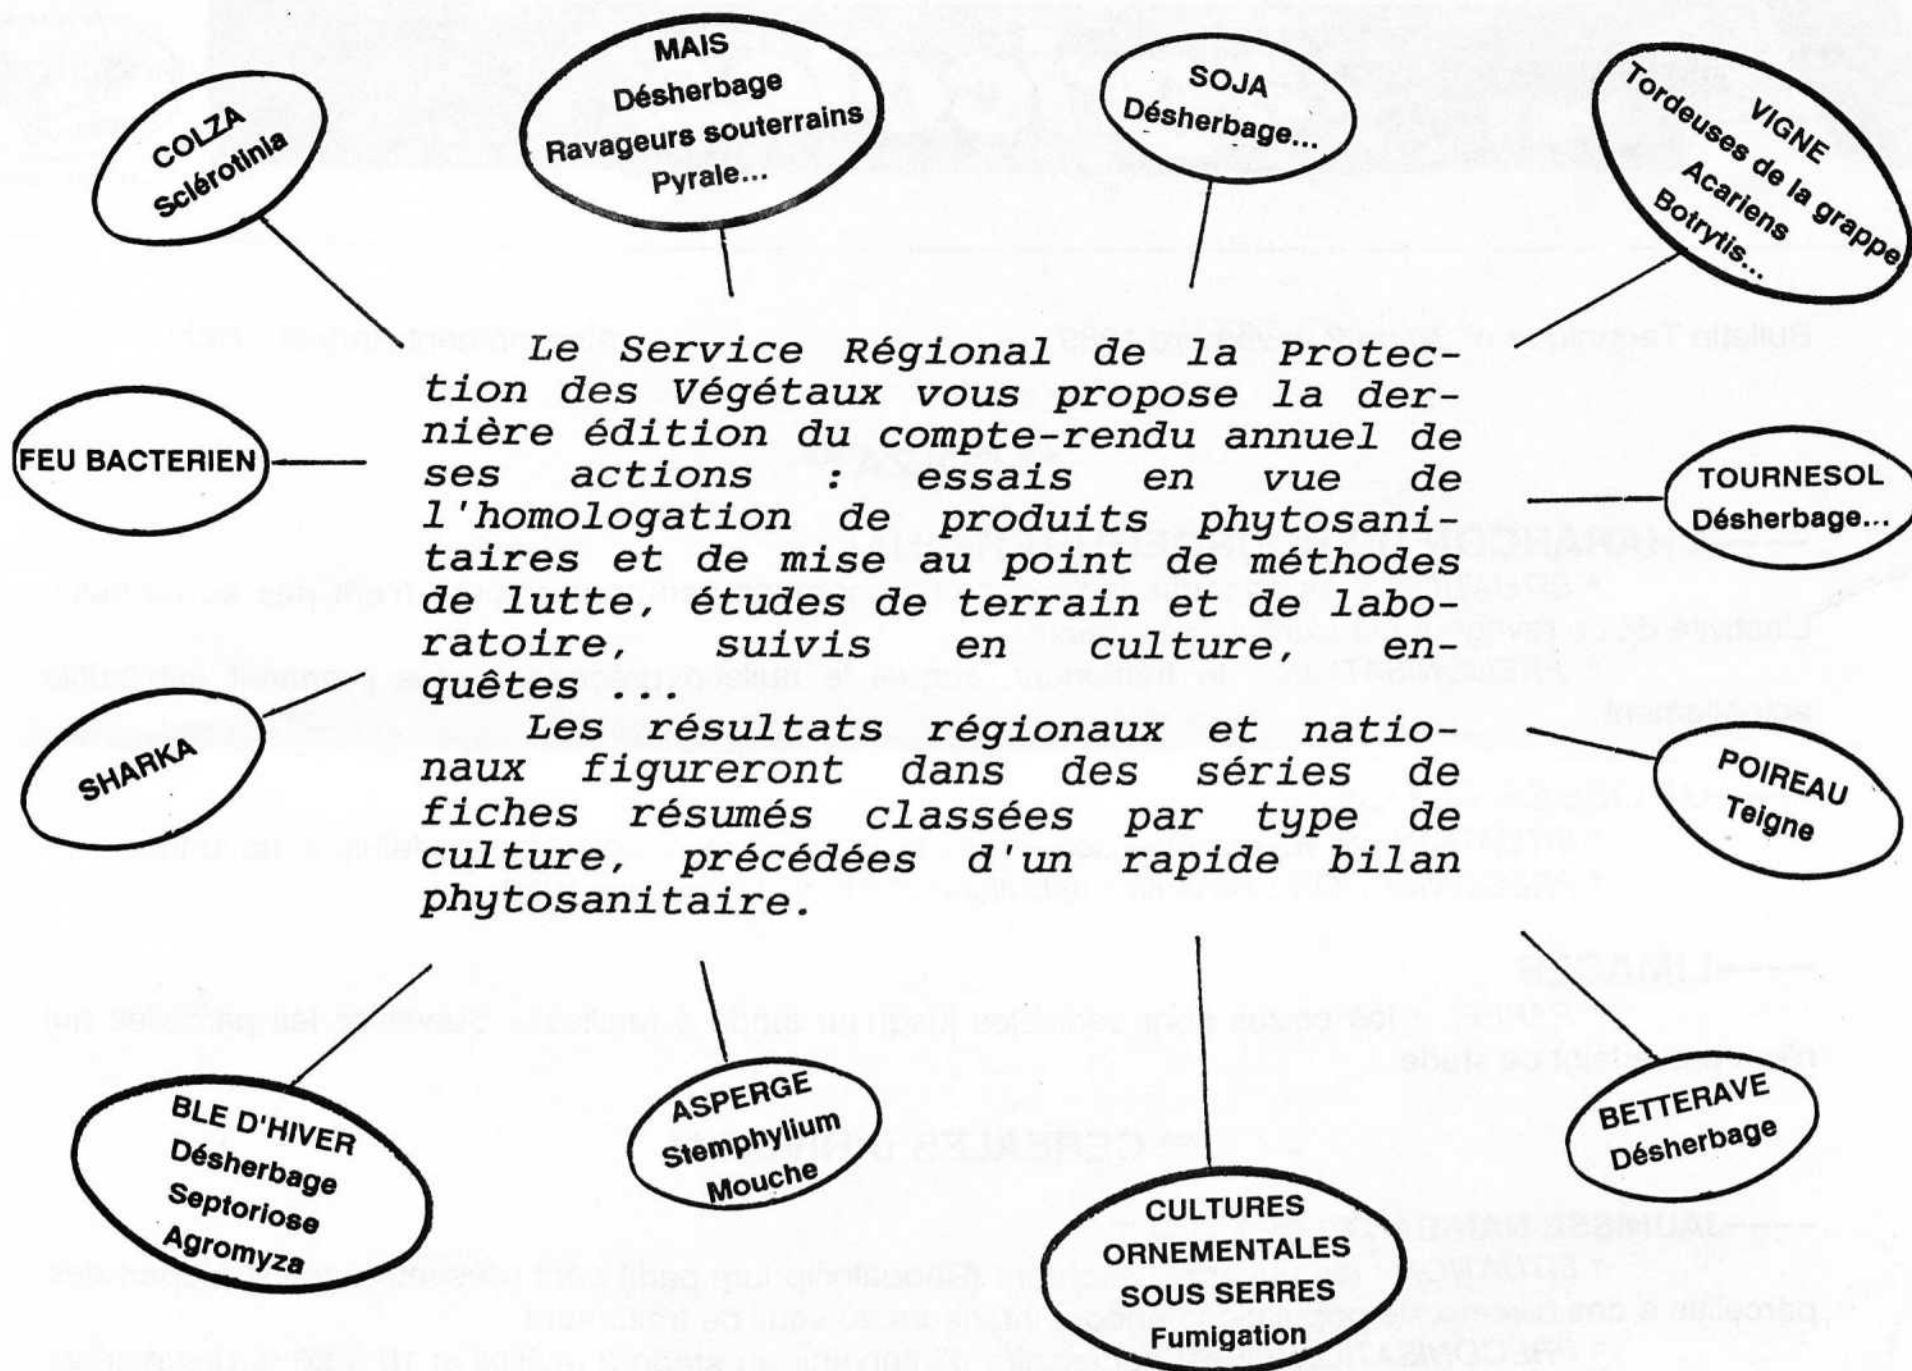 MAIS
Désherbage
Ravageurs souterrains
Pyrale...
SOJA
Désherbage...
VIGNE
Tordeuses de la grappe
Acariens
Botrytis...
COLZA
Sclérotinia
Le Service Régional de la Protec-
tion des Végétaux vous propose la der-
nière édition du compte-rendu annuel de
ses actions : essais en vue de
l'homologation de produits phytosani-
taires et de mise au point de méthodes
de lutte, études de terrain et de labo-
ratoire, suivis en culture, en-
quêtes ...
Les résultats régionaux et natio-
naux figureront dans des séries de
fiches résumés classées par type de
culture, précédées d'un rapide bilan
phytosanitaire.
FEU BACTERIEN
TOURNESOL
Désherbage...
SHARKA
POIREAU
Teigne
BLE D'HIVER
Désherbage
Septoriose
Agromyza
ASPERGE
Stemphylium
Mouche
CULTURES
ORNEMENTALES
SOUS SERRES
Fumigation
BETTERAVE
Désherbage